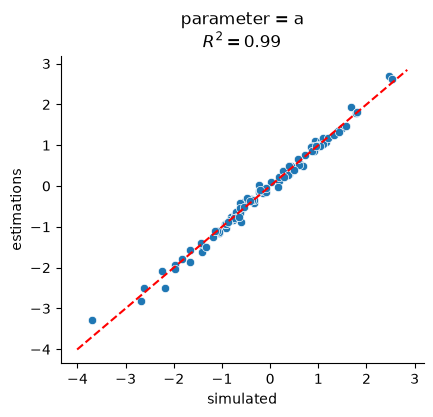 parameter = a
R² = 0.99
estimations
3
2
1
0
−1
−2
−3
−4
−4 −3 −2 −1 0 1 2 3
simulated